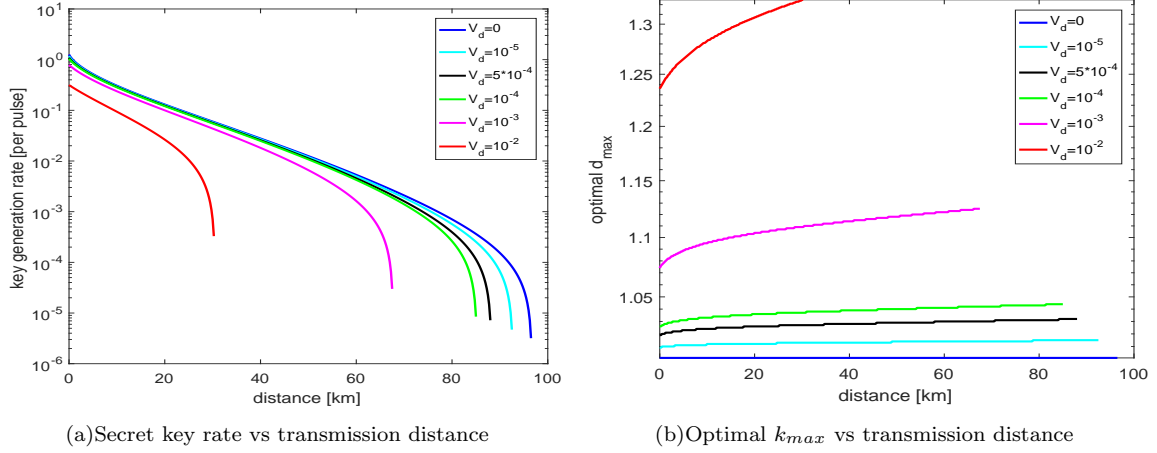 key generation rate [per pulse]
10^0
10^-1
10^-2
10^-3
10^-4
10^-5
10^-6
0 20 40 60 80 100
distance [km]
V_d=0
V_d=10^-5
V_d=5*10^-4
V_d=10^-4
V_d=10^-3
V_d=10^-2
(a)Secret key rate vs transmission distance
optimal d_max
1.3
1.25
1.2
1.15
1.1
1.05
0 20 40 60 80 100
distance [km]
V_d=0
V_d=10^-5
V_d=5*10^-4
V_d=10^-4
V_d=10^-3
V_d=10^-2
(b)Optimal k_max vs transmission distance